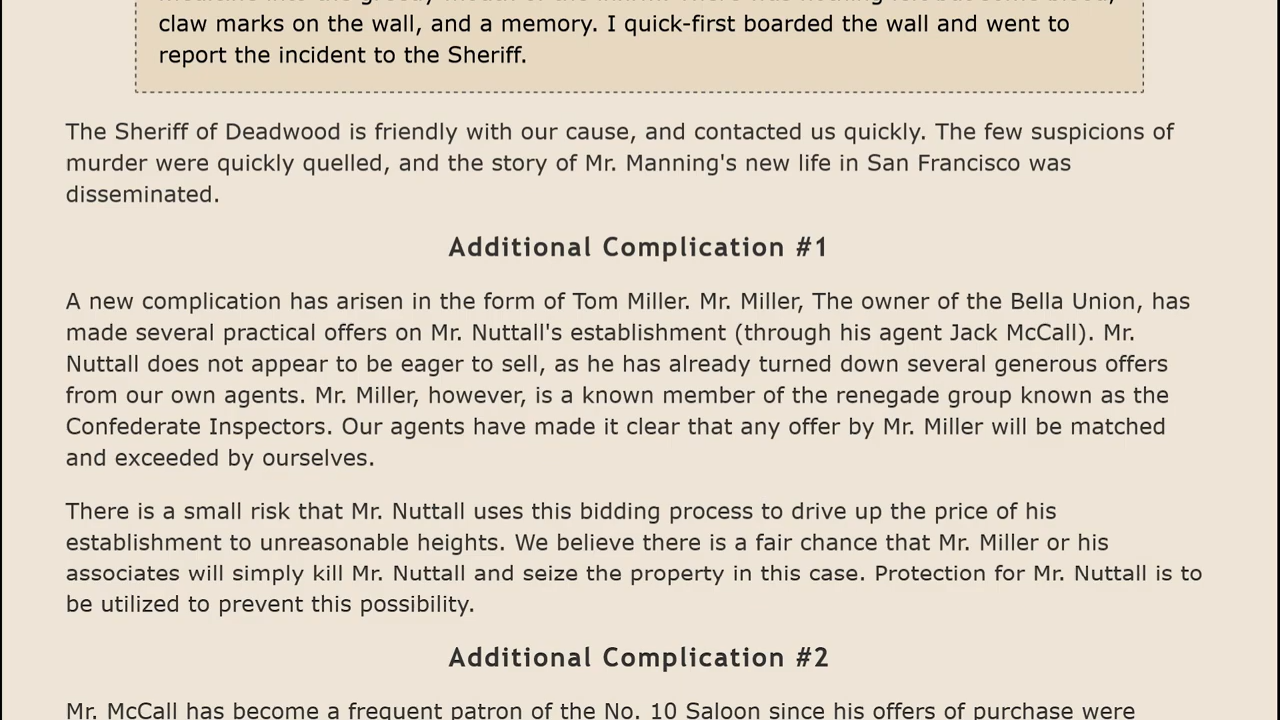 claw marks on the wall, and a memory. I quick-first boarded the wall and went to
report the incident to the Sheriff.
The Sheriff of Deadwood is friendly with our cause, and contacted us quickly. The few suspicions of
murder were quickly quelled, and the story of Mr. Manning's new life in San Francisco was
disseminated.
Additional Complication #1
A new complication has arisen in the form of Tom Miller. Mr. Miller, The owner of the Bella Union, has
made several practical offers on Mr. Nuttall's establishment (through his agent Jack McCall). Mr.
Nuttall does not appear to be eager to sell, as he has already turned down several generous offers
from our own agents. Mr. Miller, however, is a known member of the renegade group known as the
Confederate Inspectors. Our agents have made it clear that any offer by Mr. Miller will be matched
and exceeded by ourselves.
There is a small risk that Mr. Nuttall uses this bidding process to drive up the price of his
establishment to unreasonable heights. We believe there is a fair chance that Mr. Miller or his
associates will simply kill Mr. Nuttall and seize the property in this case. Protection for Mr. Nuttall is to
be utilized to prevent this possibility.
Additional Complication #2
Mr. McCall has become a frequent patron of the No. 10 Saloon since his offers of purchase were